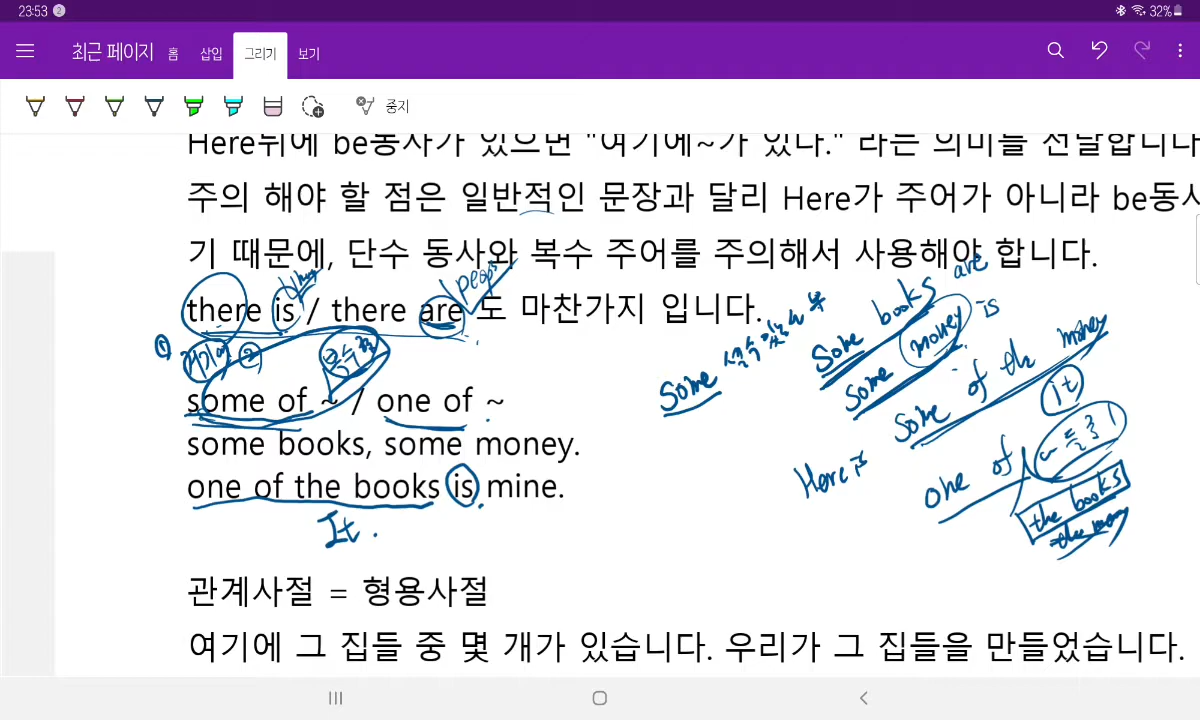 23:53 2 32%
최근 페이지 홈 삽입 그리기 보기
중지
Here뒤에 be동사가 있으면 "여기에~가 있다." 라는 의미를 전달합니다
주의 해야 할 점은 일반적인 문장과 달리 Here가 주어가 아니라 be동사
기 때문에, 단수 동사와 복수 주어를 주의해서 사용해야 합니다.
there is / there are 도 마찬가지 입니다.
① ②
some of ~ / one of ~
some books, some money.
one of the books is mine.
It.
Some books are
Some money is
Some
Some of the money
it
Here is
one of ~들중 1
the books
관계사절 = 형용사절
여기에 그 집들 중 몇 개가 있습니다. 우리가 그 집들을 만들었습니다.